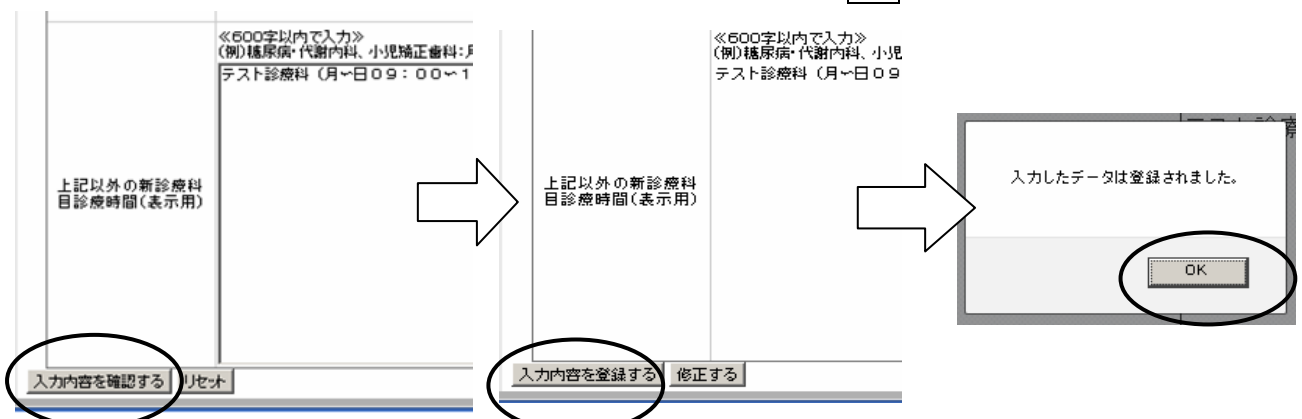 ≪600字以内で入力≫
(例)糖尿病・代謝内科、小児矯正歯科:月
テスト診療科（月～日０９：００～１
上記以外の新診療科
目診療時間(表示用)
入力内容を確認する
リセット
≪600字以内で入力≫
(例)糖尿病・代謝内科、小児
テスト診療科（月～日０９
上記以外の新診療科
目診療時間(表示用)
入力内容を登録する
修正する
入力したデータは登録されました。
OK